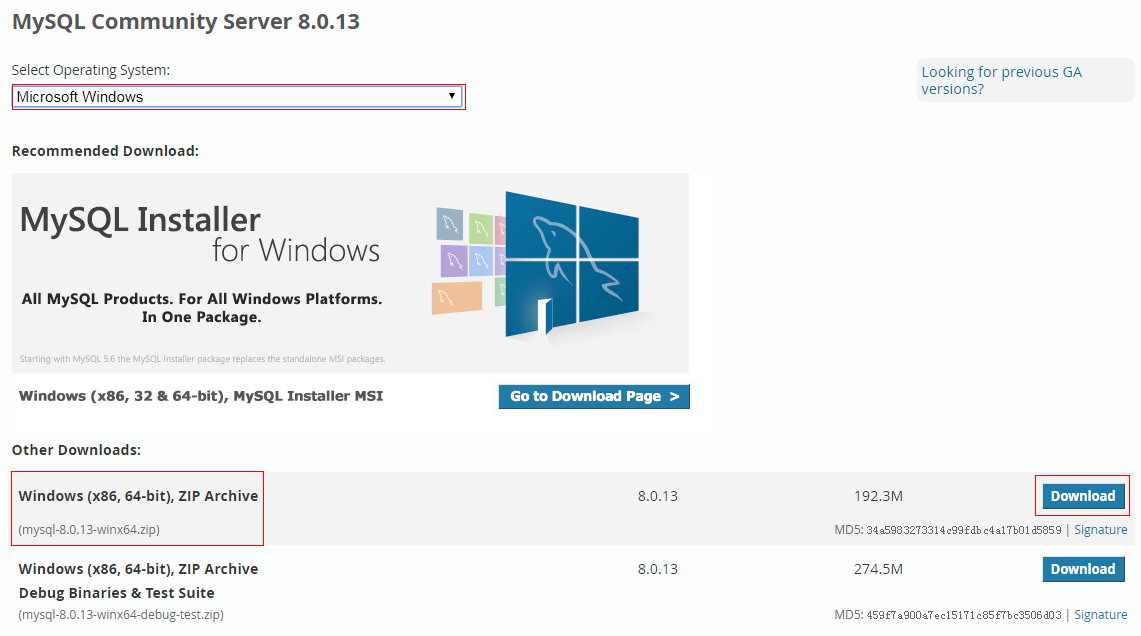 MySQL Community Server 8.0.13
Select Operating System:
Microsoft Windows
Looking for previous GA
versions?
Recommended Download:
MySQL Installer
for Windows
All MySQL Products. For All Windows Platforms.
In One Package.
Starting with MySQL 5.6 the MySQL Installer package replaces the standalone MSI packages.
Windows (x86, 32 & 64-bit), MySQL Installer MSI
Go to Download Page >
Other Downloads:
Windows (x86, 64-bit), ZIP Archive 8.0.13 192.3M Download
(mysql-8.0.13-winx64.zip) MD5: 34a5983273314c99fdbc4a17b01d5859 | Signature
Windows (x86, 64-bit), ZIP Archive 8.0.13 274.5M Download
Debug Binaries & Test Suite
(mysql-8.0.13-winx64-debug-test.zip) MD5: 459f7a900a7ec15171c85f7bc3506d03 | Signature